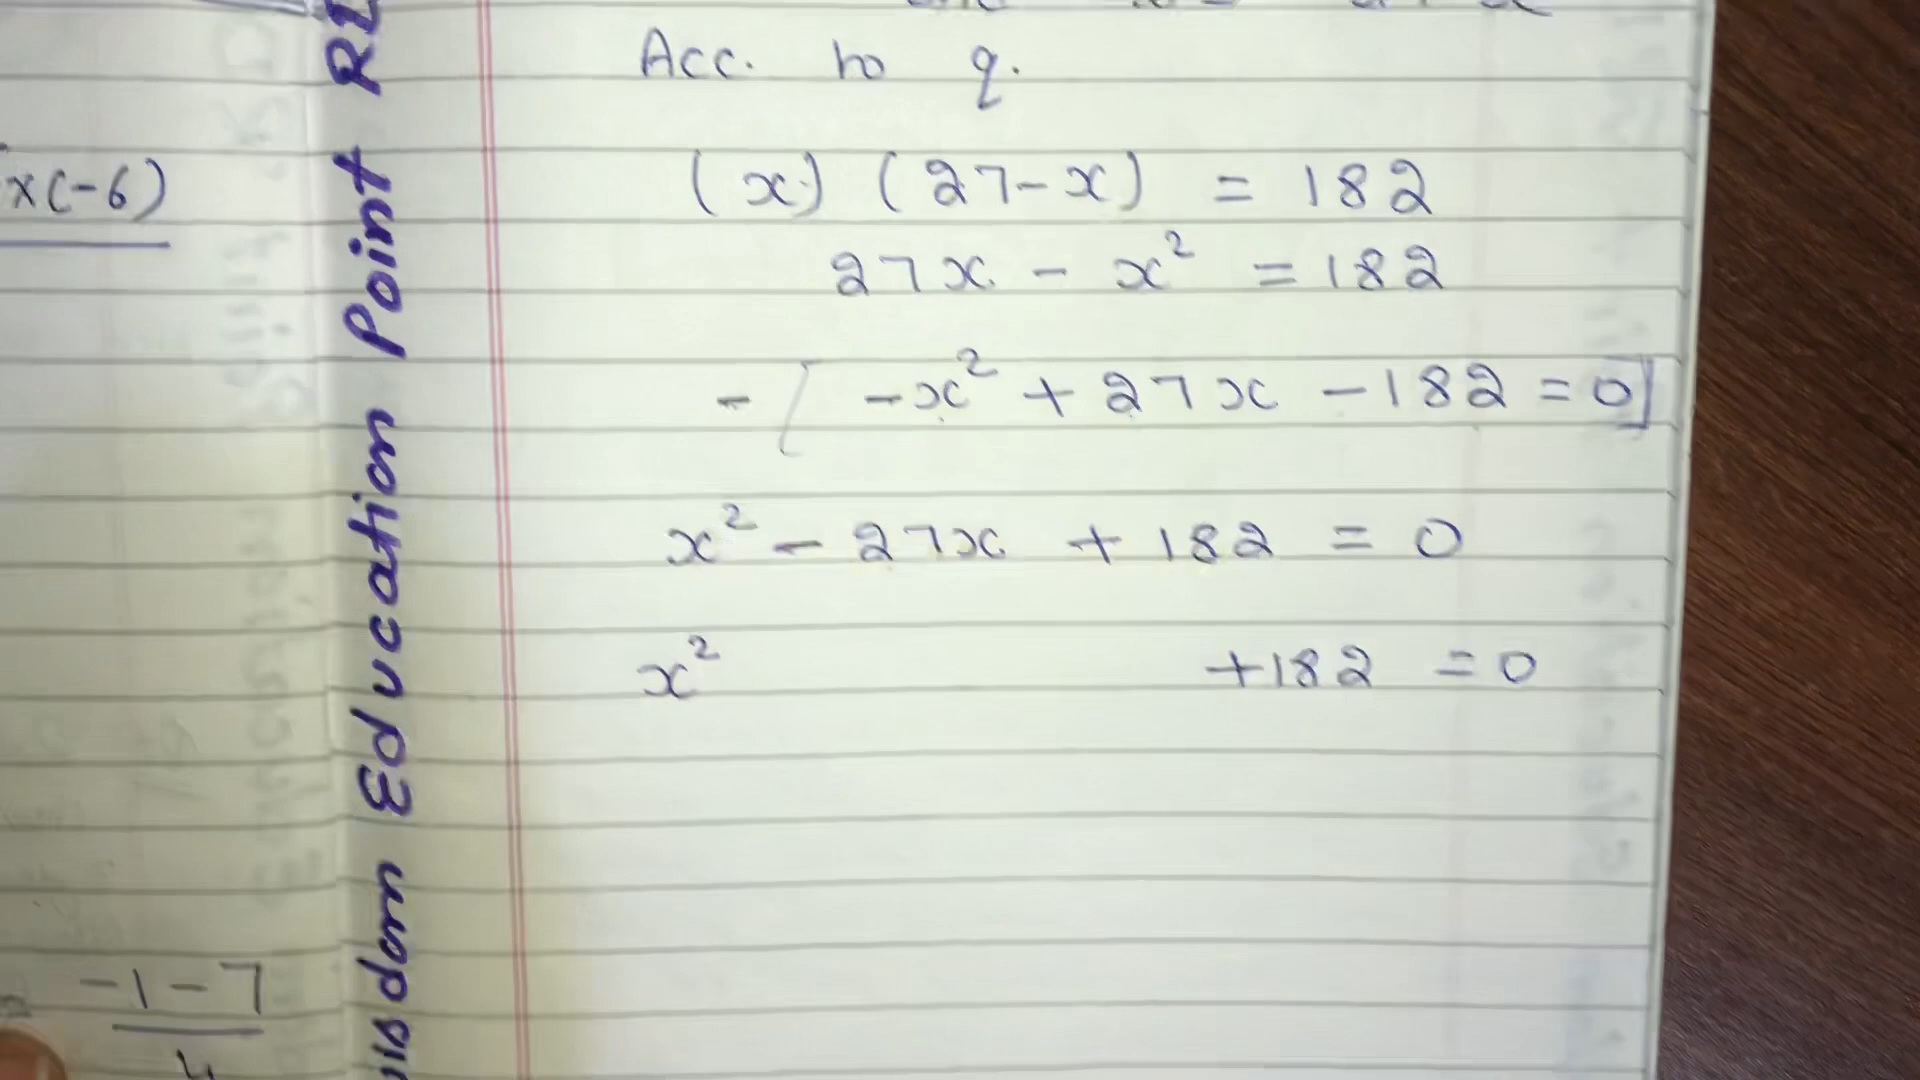 x(-6)
-1-7
isdom Education Point
Acc. to q.
(x) (27-x) = 182
27x - x² = 182
- [ -x² + 27x - 182 = 0]
x² - 27x + 182 = 0
x² +182 = 0